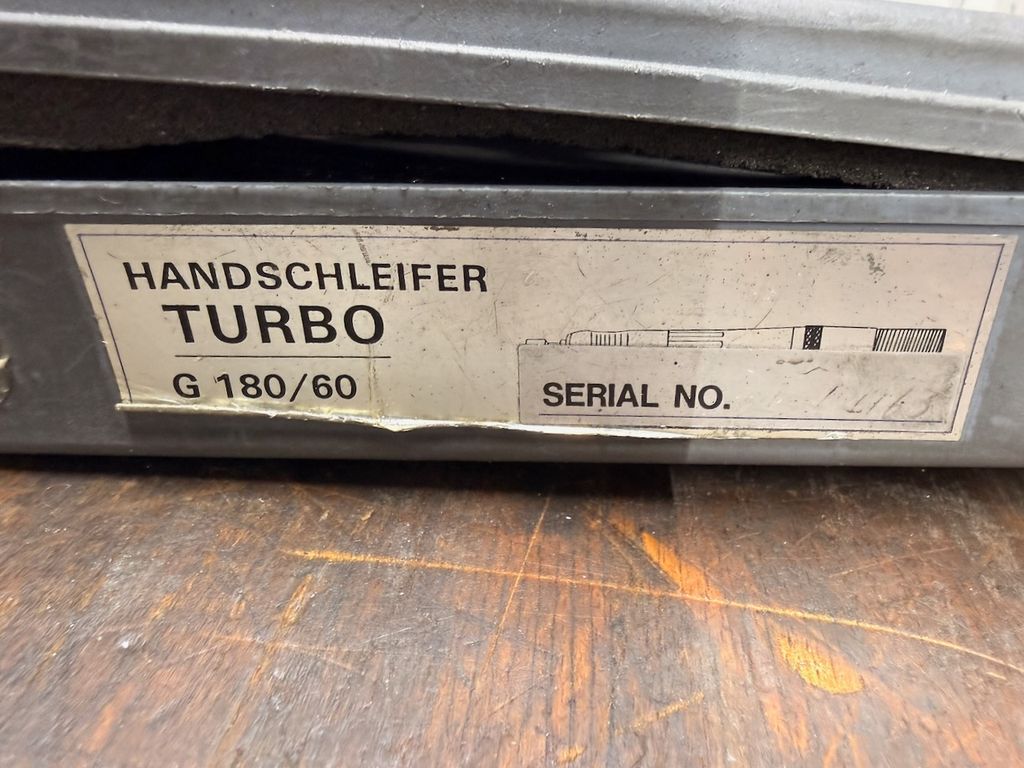 HANDSCHLEIFER
TURBO
G 180/60
SERIAL NO.